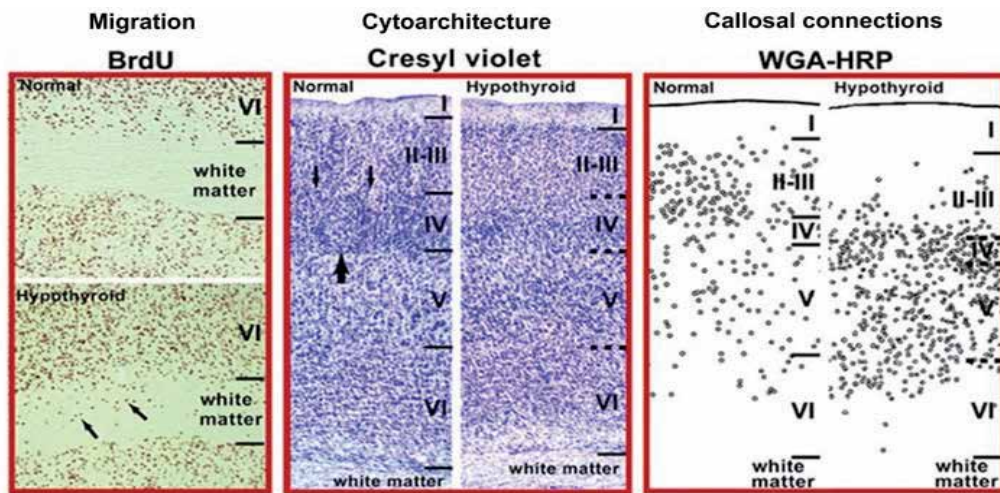 Migration
BrdU
Normal
VI
white
matter
Hypothyroid
VI
white
matter
Cytoarchitecture
Cresyl violet
Normal
Hypothyroid
I
I
II-III
II-III
IV
IV
V
V
VI
VI
white matter
white matter
Callosal connections
WGA-HRP
Normal
Hypothyroid
I
I
II-III
II-III
IV
IV
V
V
VI
VI
white
matter
white
matter